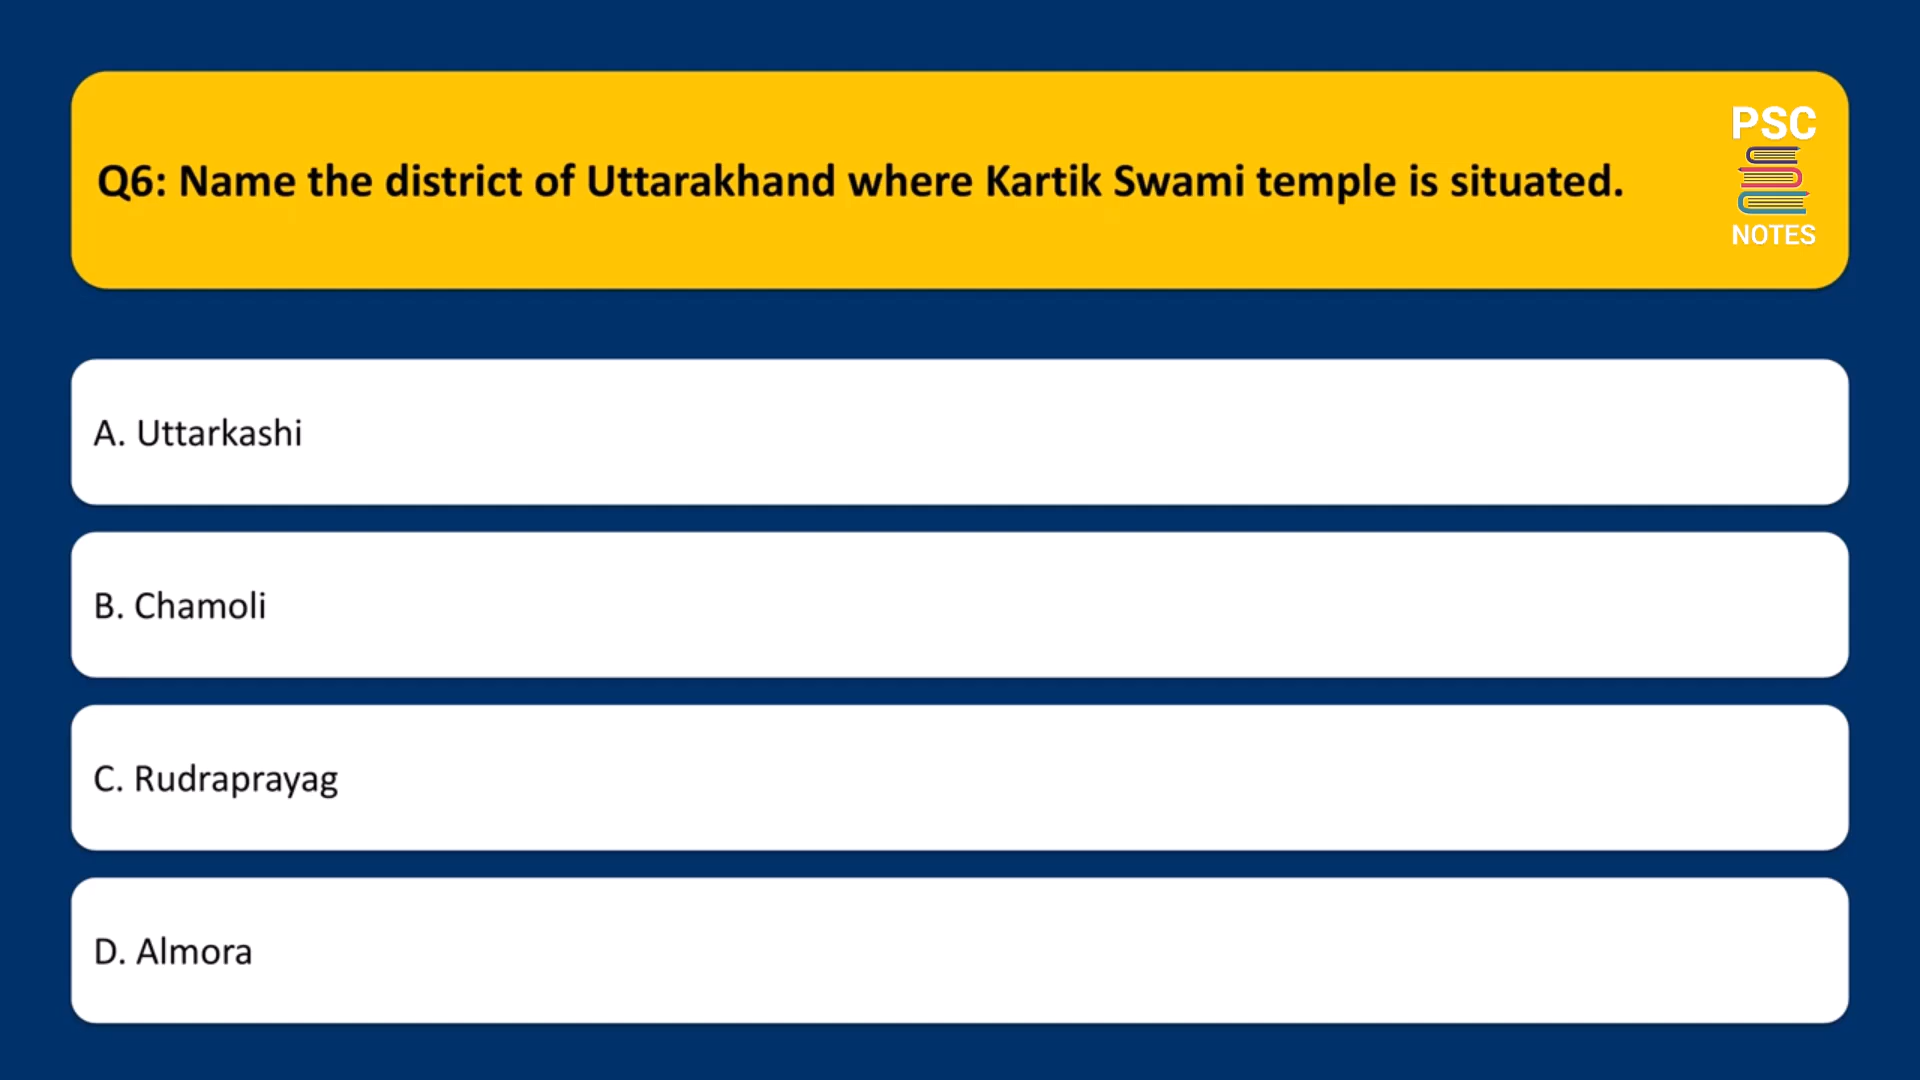 PSC
Q6: Name the district of Uttarakhand where Kartik Swami temple is situated.
NOTES
A. Uttarkashi
B. Chamoli
C. Rudraprayag
D. Almora